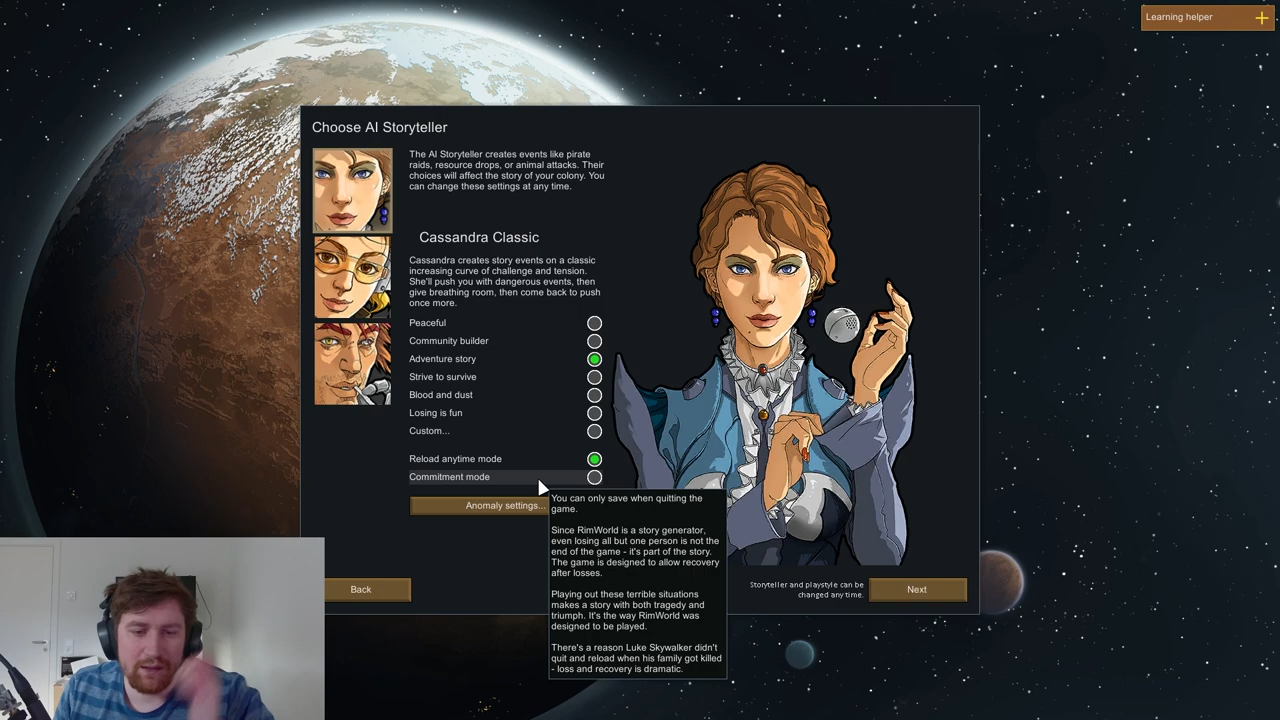 Learning helper
Choose AI Storyteller
The AI Storyteller creates events like pirate
raids, resource drops, or animal attacks. Their
choices will affect the story of your colony. You
can change these settings at any time.
Cassandra Classic
Cassandra creates story events on a classic
increasing curve of challenge and tension.
She'll push you with dangerous events, then
give breathing room, then come back to push
once more.
Peaceful
Community builder
Adventure story
Strive to survive
Blood and dust
Losing is fun
Custom...
Reload anytime mode
Commitment mode
Anomaly settings...
You can only save when quitting the
game.
Since RimWorld is a story generator,
even losing all but one person is not the
end of the game - it's part of the story.
The game is designed to allow recovery
after losses.
Playing out these terrible situations
makes a story with both tragedy and
triumph. It's the way RimWorld was
designed to be played.
There's a reason Luke Skywalker didn't
quit and reload when his family got killed
- loss and recovery is dramatic.
Back
Storyteller and playstyle can be
changed any time.
Next